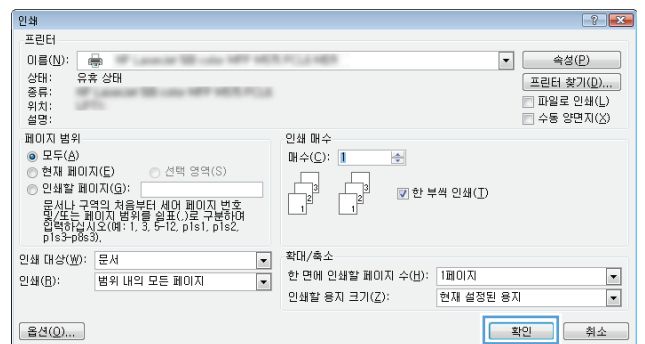 인쇄
프린터
이름(N):
속성(P)
상태: 유휴 상태
프린터 찾기(D)...
종류:
파일로 인쇄(L)
위치:
수동 양면지(X)
설명:
페이지 범위
모두(A)
현재 페이지(E) 선택 영역(S)
인쇄할 페이지(G):
문서나 구역의 처음부터 세어 페이지 번호
및/또는 페이지 범위를 쉼표(,)로 구분하여
입력하십시오(예: 1, 3, 5-12, p1s1, p1s2,
p1s3-p8s3).
인쇄 매수
매수(C): 1
3 3
2 2
1 1
한 부씩 인쇄(T)
인쇄 대상(W): 문서
인쇄(R): 범위 내의 모든 페이지
확대/축소
한 면에 인쇄할 페이지 수(H): 1페이지
인쇄할 용지 크기(Z): 현재 설정된 용지
옵션(O)...
확인
취소